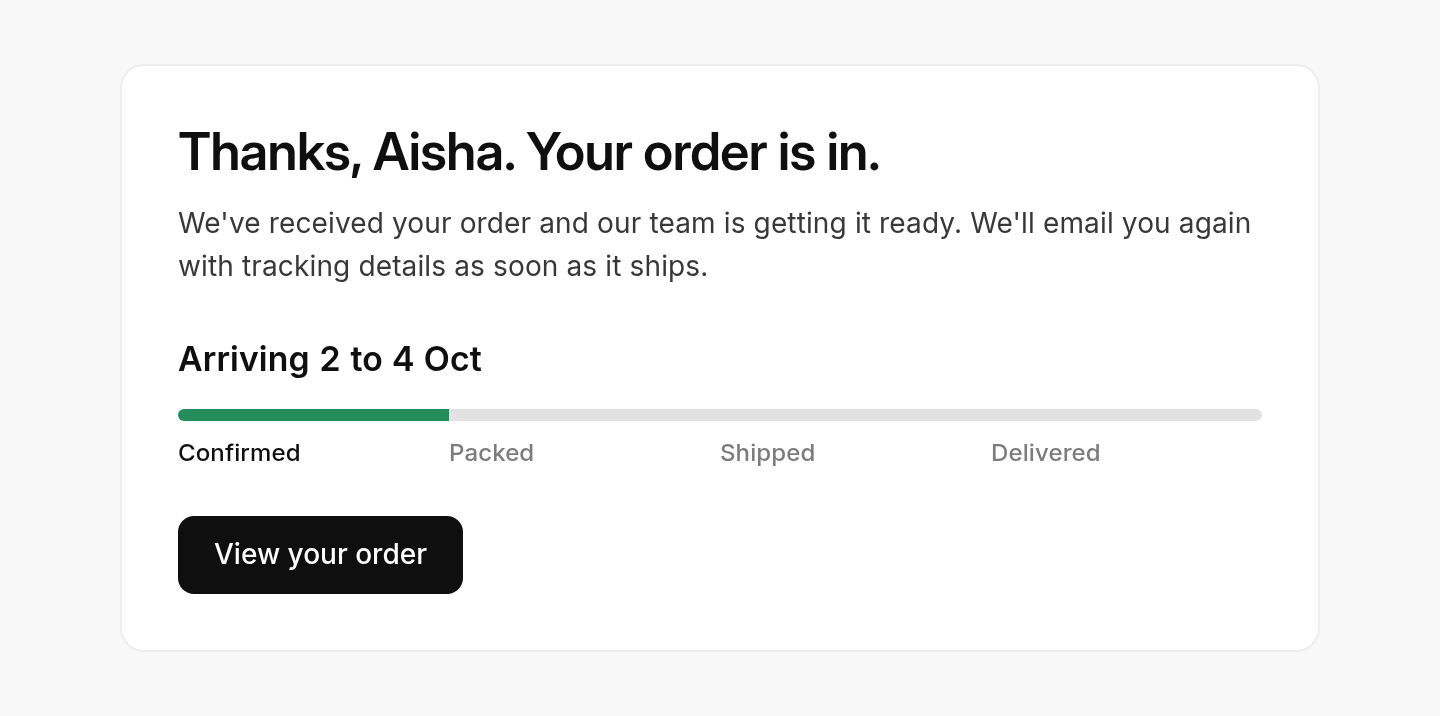 Thanks, Aisha. Your order is in.
We've received your order and our team is getting it ready. We'll email you again
with tracking details as soon as it ships.
Arriving 2 to 4 Oct
Confirmed
Packed
Shipped
Delivered
View your order